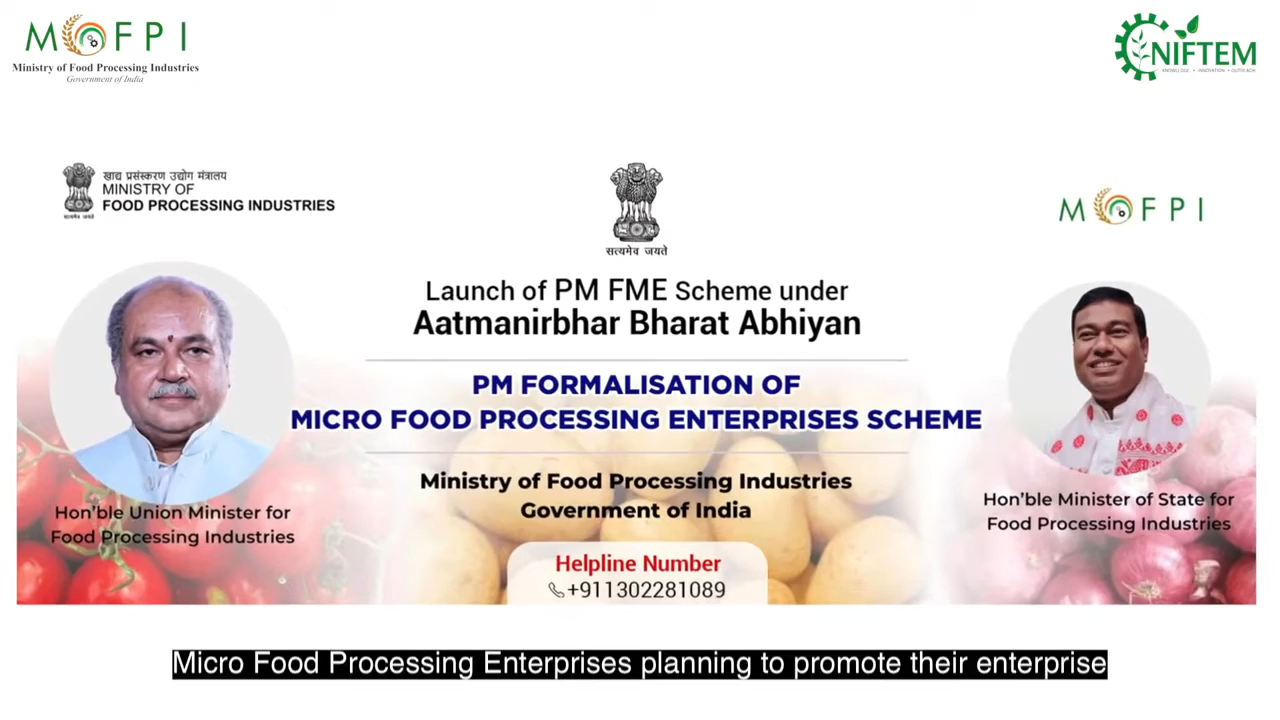 MOFPI
Ministry of Food Processing Industries
Government of India
NIFTEM
खाद्य प्रसंस्करण उद्योग मंत्रालय
MINISTRY OF
FOOD PROCESSING INDUSTRIES
सत्यमेव जयते
सत्यमेव जयते
MOFPI
Launch of PM FME Scheme under
Aatmanirbhar Bharat Abhiyan
PM FORMALISATION OF
MICRO FOOD PROCESSING ENTERPRISES SCHEME
Ministry of Food Processing Industries
Government of India
Hon'ble Union Minister for
Food Processing Industries
Hon'ble Minister of State for
Food Processing Industries
Helpline Number
+911302281089
Micro Food Processing Enterprises planning to promote their enterprise